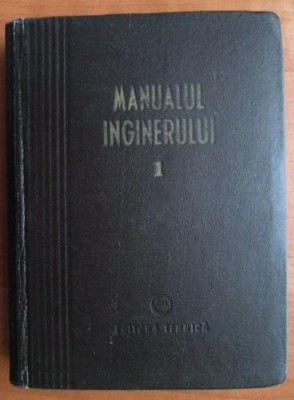 MANUALUL
INGINERULUI
1
EDITURA TEHNICĂ